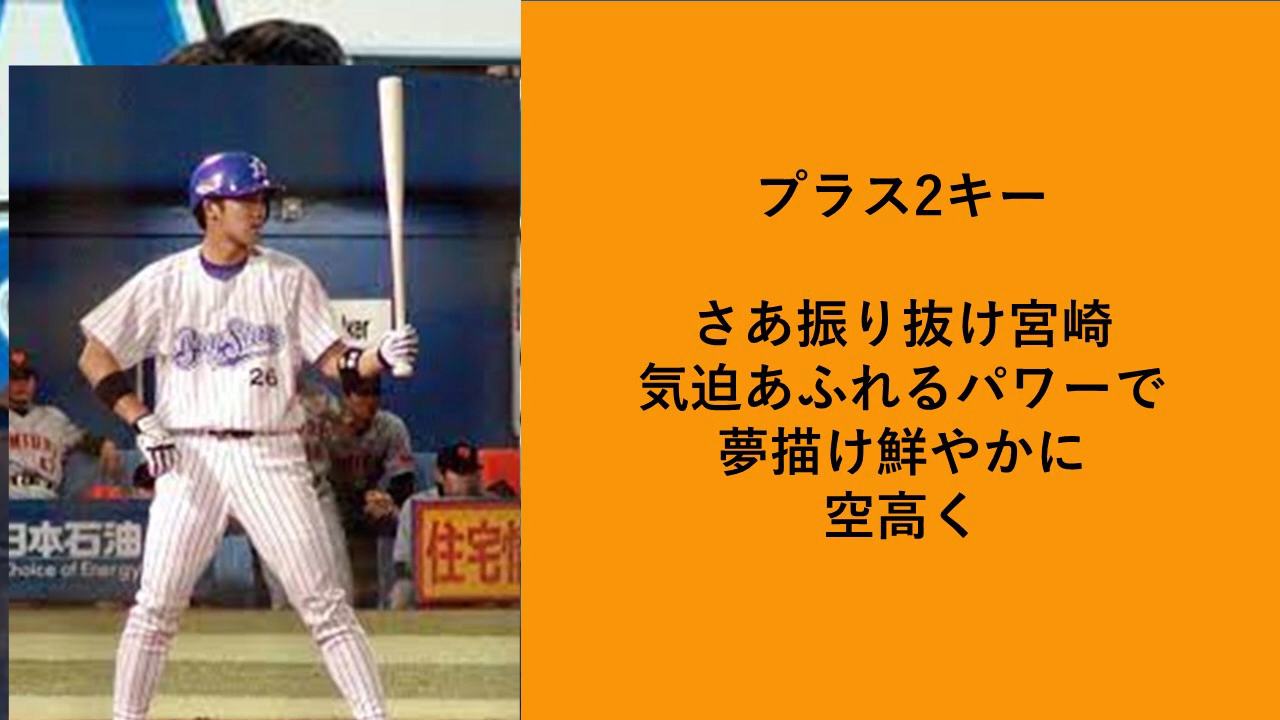 プラス2キー
さあ振り抜け宮崎
気迫あふれるパワーで
夢描け鮮やかに
空高く
BayStars
26
日本石油
Choice of Energy
住宅情